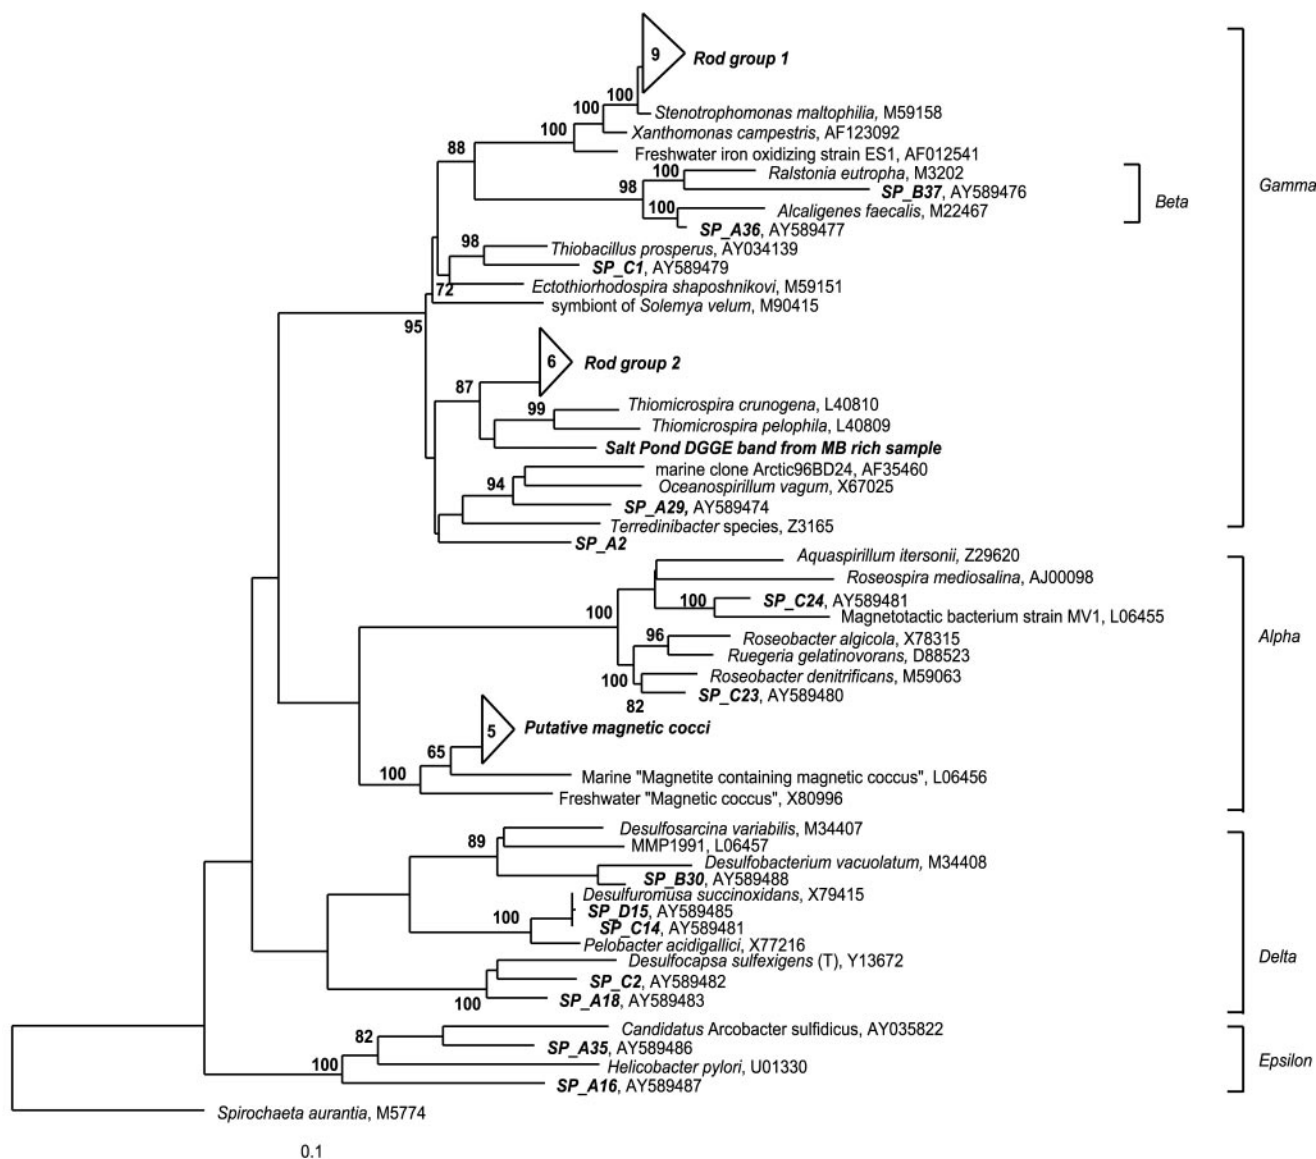 9 Rod group 1
100
Stenotrophomonas maltophilia, M59158
100
Xanthomonas campestris, AF123092
100
Freshwater iron oxidizing strain ES1, AF012541
88
100
Ralstonia eutropha, M3202
98
SP_B37, AY589476
100
Alcaligenes faecalis, M22467
SP_A36, AY589477
Beta
Gamma
98
Thiobacillus prosperus, AY034139
SP_C1, AY589479
72
Ectothiorhodospira shaposhnikovi, M59151
symbiont of Solemya velum, M90415
95
6 Rod group 2
87
99
Thiomicrospira crunogena, L40810
Thiomicrospira pelophila, L40809
Salt Pond DGGE band from MB rich sample
marine clone Arctic96BD24, AF35460
94
Oceanospirillum vagum, X67025
SP_A29, AY589474
Terredinibacter species, Z3165
SP_A2
Aquaspirillum itersonii, Z29620
Roseospira mediosalina, AJ00098
100
100
SP_C24, AY589481
Magnetotactic bacterium strain MV1, L06455
96
Roseobacter algicola, X78315
Ruegeria gelatinovorans, D88523
100
Roseobacter denitrificans, M59063
82
SP_C23, AY589480
Alpha
5 Putative magnetic cocci
65
100
Marine "Magnetite containing magnetic coccus", L06456
Freshwater "Magnetic coccus", X80996
Desulfosarcina variabilis, M34407
89
MMP1991, L06457
Desulfobacterium vacuolatum, M34408
SP_B30, AY589488
Desulfuromusa succinoxidans, X79415
SP_D15, AY589485
100
SP_C14, AY589481
Pelobacter acidigallici, X77216
Desulfocapsa sulfexigens (T), Y13672
SP_C2, AY589482
100
SP_A18, AY589483
Delta
Candidatus Arcobacter sulfidicus, AY035822
82
SP_A35, AY589486
100
Helicobacter pylori, U01330
SP_A16, AY589487
Epsilon
Spirochaeta aurantia, M5774
0.1